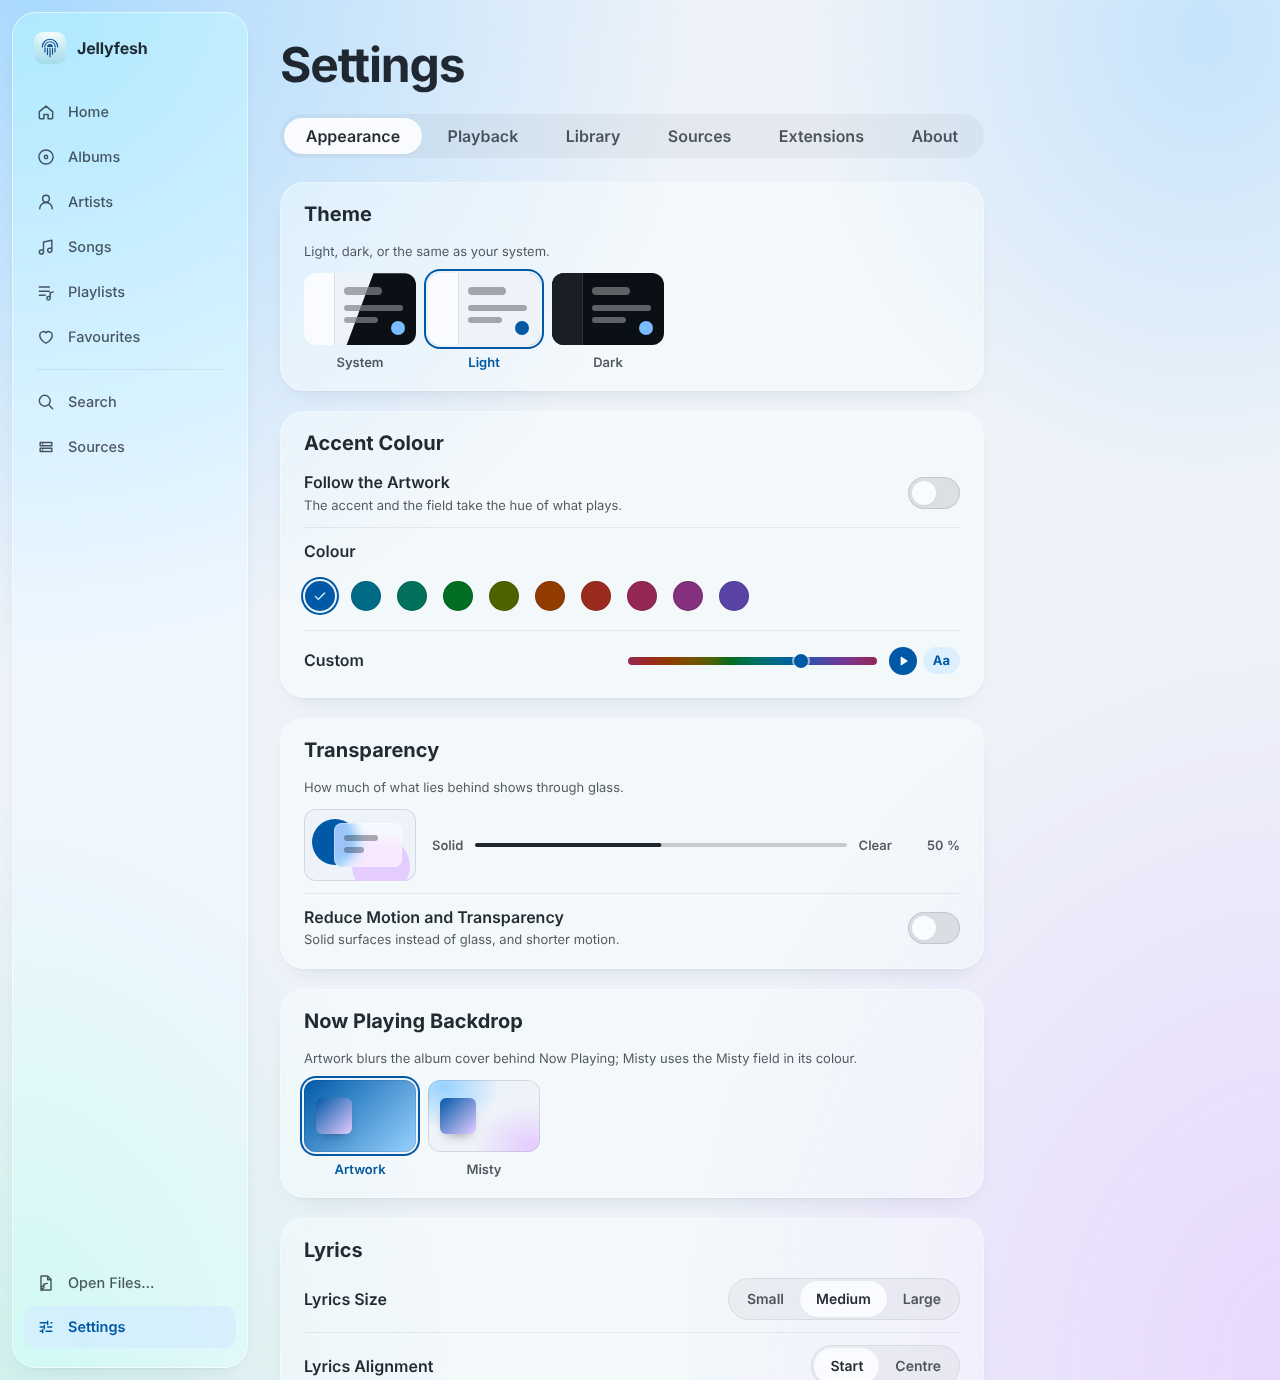 Jellyfesh
Home
Albums
Artists
Songs
Playlists
Favourites
Search
Sources
Open Files...
Settings
Settings
Appearance Playback Library Sources Extensions About
Theme
Light, dark, or the same as your system.
System Light Dark
Accent Colour
Follow the Artwork
The accent and the field take the hue of what plays.
Colour
Custom Aa
Transparency
How much of what lies behind shows through glass.
Solid Clear 50 %
Reduce Motion and Transparency
Solid surfaces instead of glass, and shorter motion.
Now Playing Backdrop
Artwork blurs the album cover behind Now Playing; Misty uses the Misty field in its colour.
Artwork Misty
Lyrics
Lyrics Size Small Medium Large
Lyrics Alignment Start Centre